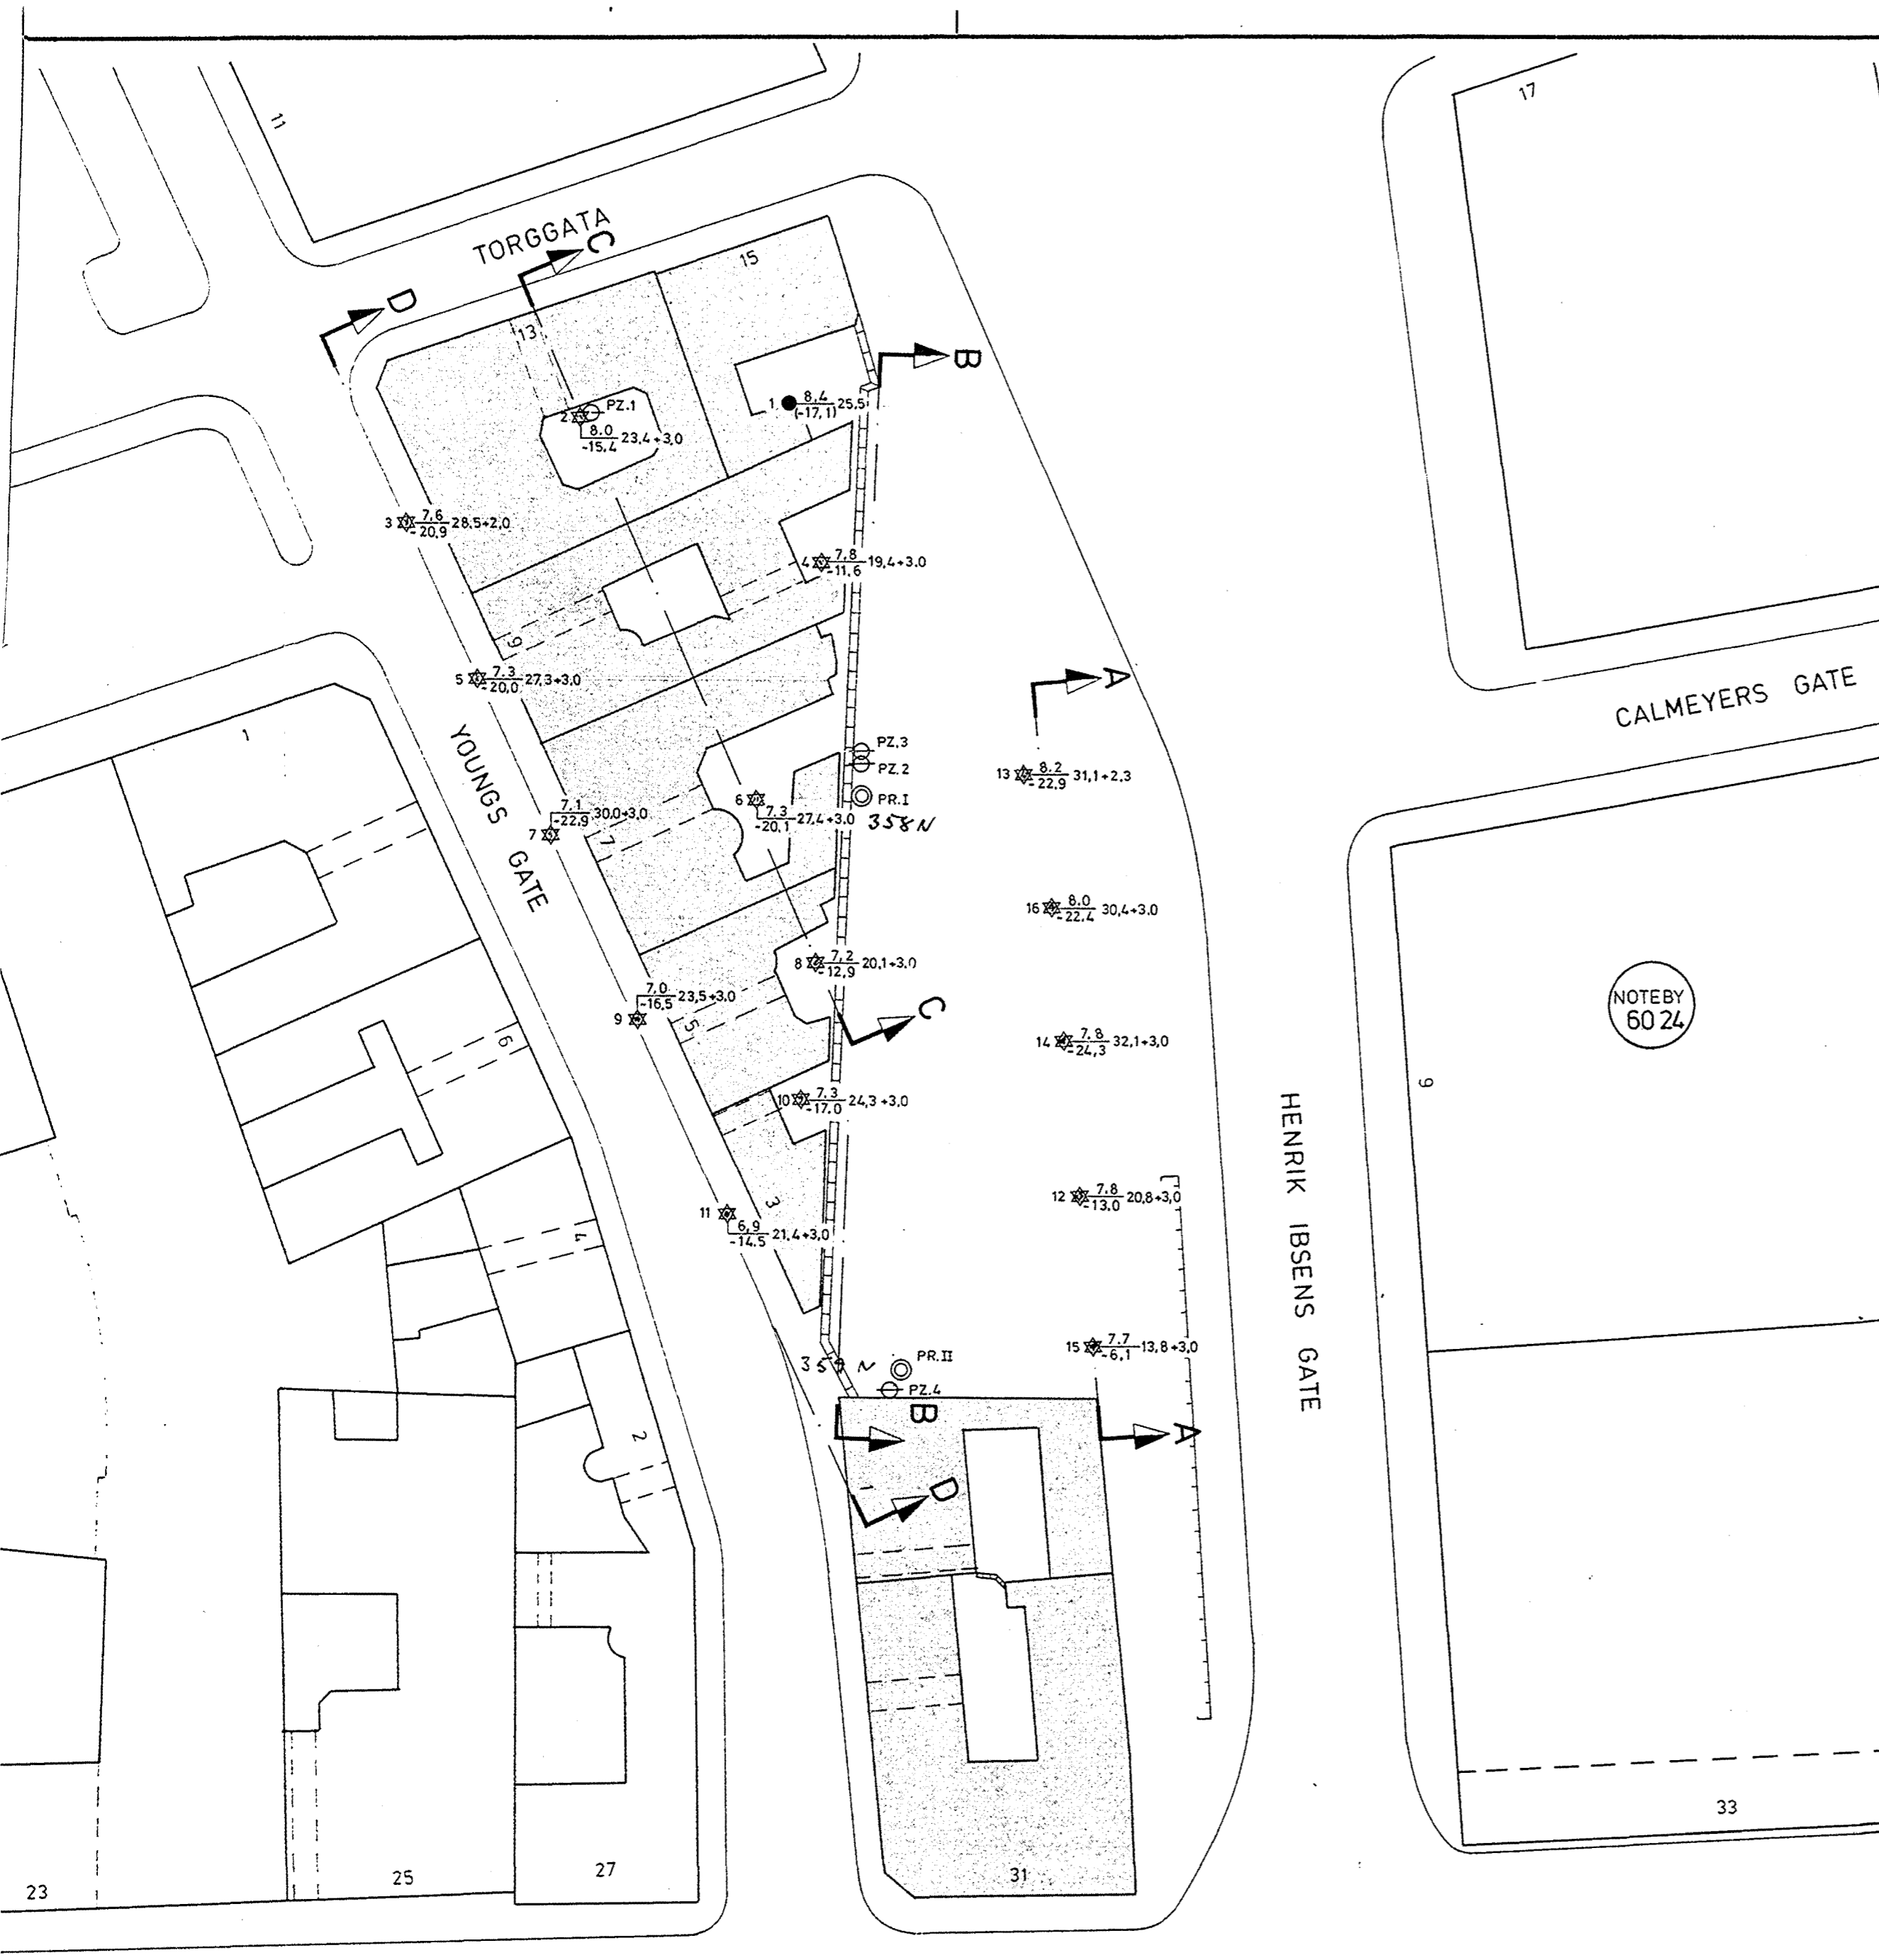 11
17
TORGGATA
C
15
D
13
B
1 8,4 25,5
(-17,1)
PZ.1
2
8.0 23,4+3,0
-15,4
3 7,6 28,5+2,0
-20,9
4 7,8 19,4+3.0
-11,6
9
5 7.3 27,3+3,0
-20,0
A
CALMEYERS GATE
1
YOUNGS GATE
PZ.3
PZ.2
13 8.2 31,1+2,3
-22,9
PR.I
358N
6
7.3 27,4+3.0
-20,1
7,1 30,0+3,0
-22,9
7
7
16 8.0 30,4+3.0
-22,4
8 7,2 20,1+3.0
-12,9
7,0 23,5+3,0
-16,5
9
5
C
NOTEBY
60 24
6
14 7,8 32,1+3,0
-24,3
9
10 7.3 24,3+3,0
-17.0
HENRIK IBSENS GATE
12 7.8 20,8+3,0
-13.0
3
11
6,9 21,4+3,0
-14.5
4
15 7.7 13,8+3,0
-6,1
PR.II
PZ.4
B
A
2
D
33
31
27
25
23